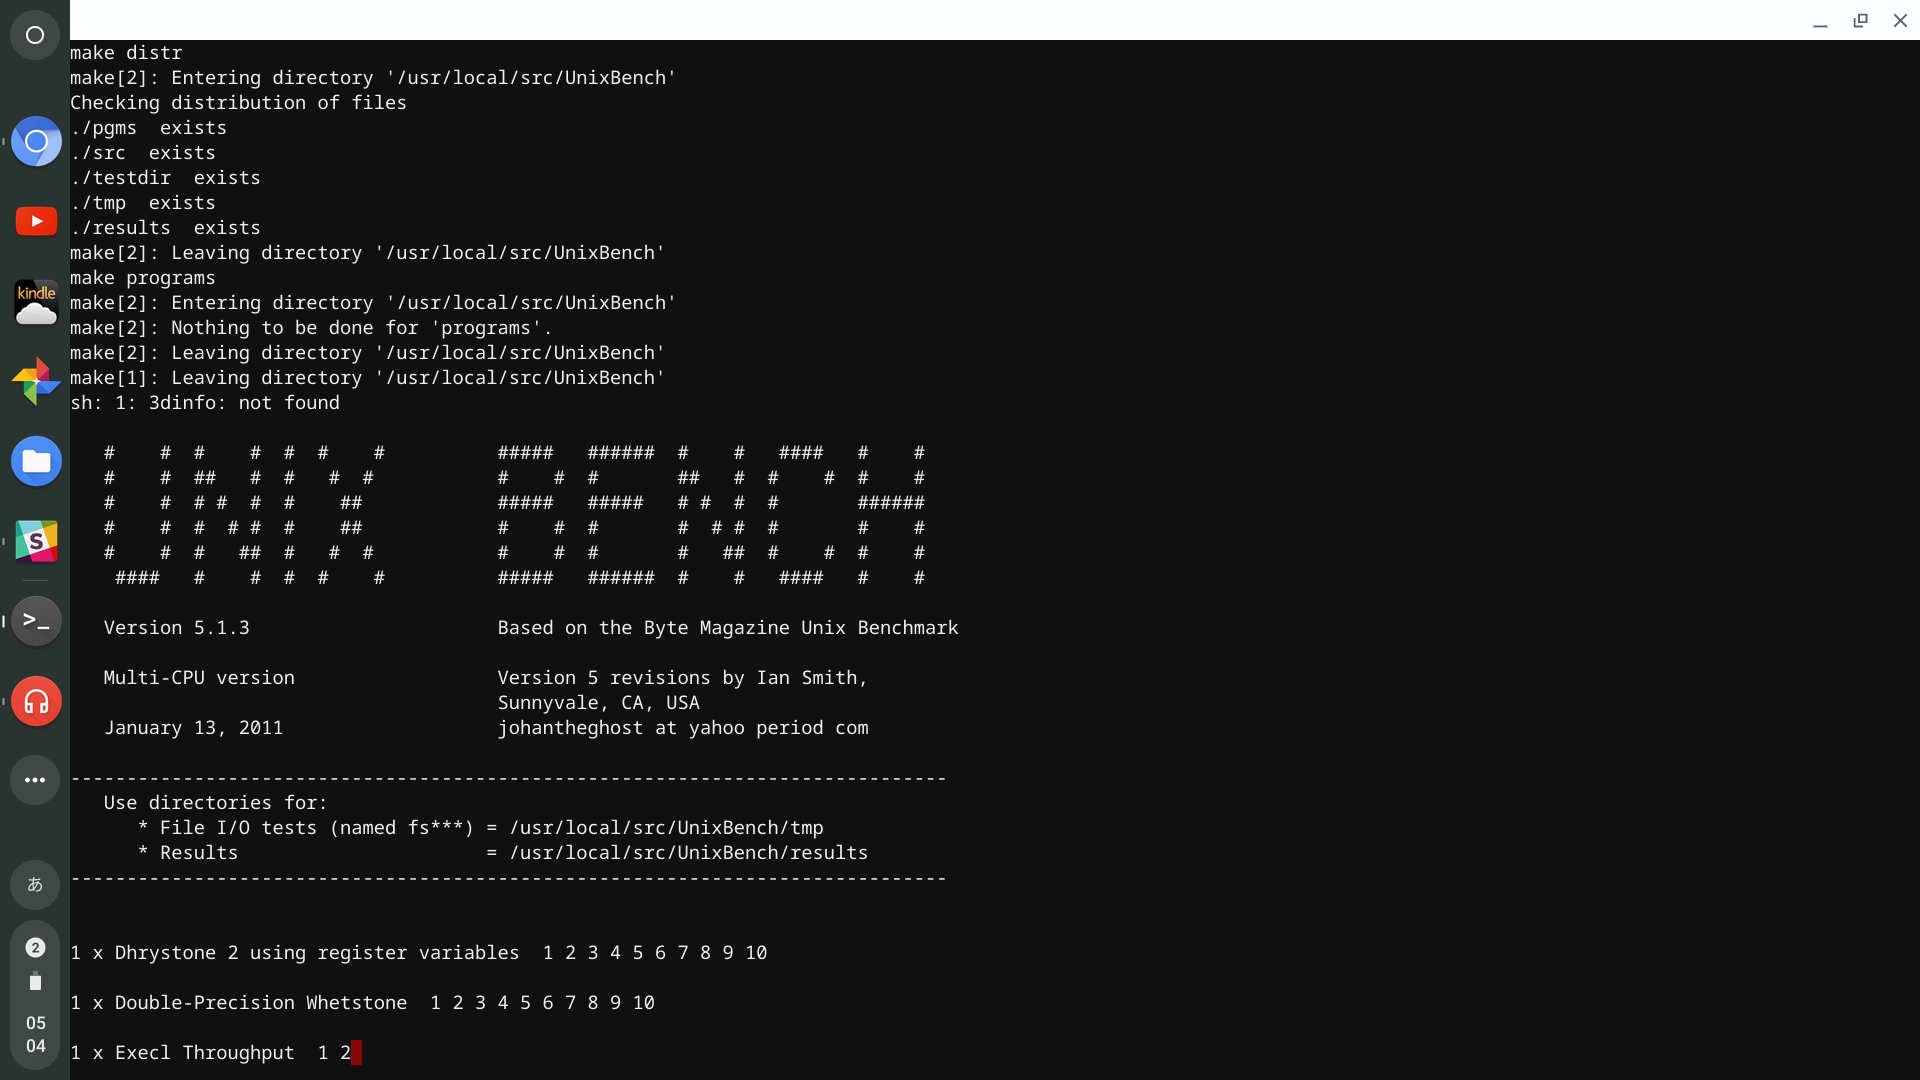 make distr
make[2]: Entering directory '/usr/local/src/UnixBench'
Checking distribution of files
./pgms  exists
./src  exists
./testdir  exists
./tmp  exists
./results  exists
make[2]: Leaving directory '/usr/local/src/UnixBench'
make programs
make[2]: Entering directory '/usr/local/src/UnixBench'
make[2]: Nothing to be done for 'programs'.
make[2]: Leaving directory '/usr/local/src/UnixBench'
make[1]: Leaving directory '/usr/local/src/UnixBench'
sh: 1: 3dinfo: not found
   #    #  #    #  #  #    #          #####   ######  #    #   ####   #    #
   #    #  ##   #  #   #  #           #    #  #       ##   #  #    #  #    #
   #    #  # #  #  #    ##            #####   #####   # #  #  #       ######
   #    #  #  # #  #    ##            #    #  #       #  # #  #       #    #
   #    #  #   ##  #   #  #           #    #  #       #   ##  #    #  #    #
    ####   #    #  #  #    #          #####   ######  #    #   ####   #    #
   Version 5.1.3                      Based on the Byte Magazine Unix Benchmark
   Multi-CPU version                  Version 5 revisions by Ian Smith,
                                      Sunnyvale, CA, USA
   January 13, 2011                   johantheghost at yahoo period com
------------------------------------------------------------------------------
   Use directories for:
      * File I/O tests (named fs***) = /usr/local/src/UnixBench/tmp
      * Results                      = /usr/local/src/UnixBench/results
------------------------------------------------------------------------------
1 x Dhrystone 2 using register variables  1 2 3 4 5 6 7 8 9 10
1 x Double-Precision Whetstone  1 2 3 4 5 6 7 8 9 10
1 x Execl Throughput  1 2
kindle
S
>_
あ
2
05
04